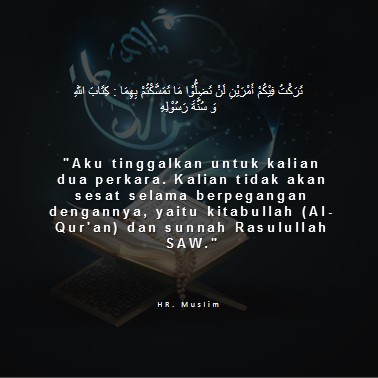 تَرَكْتُ فِيْكُمْ أَمْرَيْنِ لَنْ تَضِلُّوْا مَا تَمَسَّكْتُمْ بِهِمَا : كِتَابَ اللهِ
وَ سُنَّةَ رَسُوْلِهِ
"Aku tinggalkan untuk kalian
dua perkara. Kalian tidak akan
sesat selama berpegangan
dengannya, yaitu kitabullah (Al-
Qur'an) dan sunnah Rasulullah
SAW."
HR. Muslim